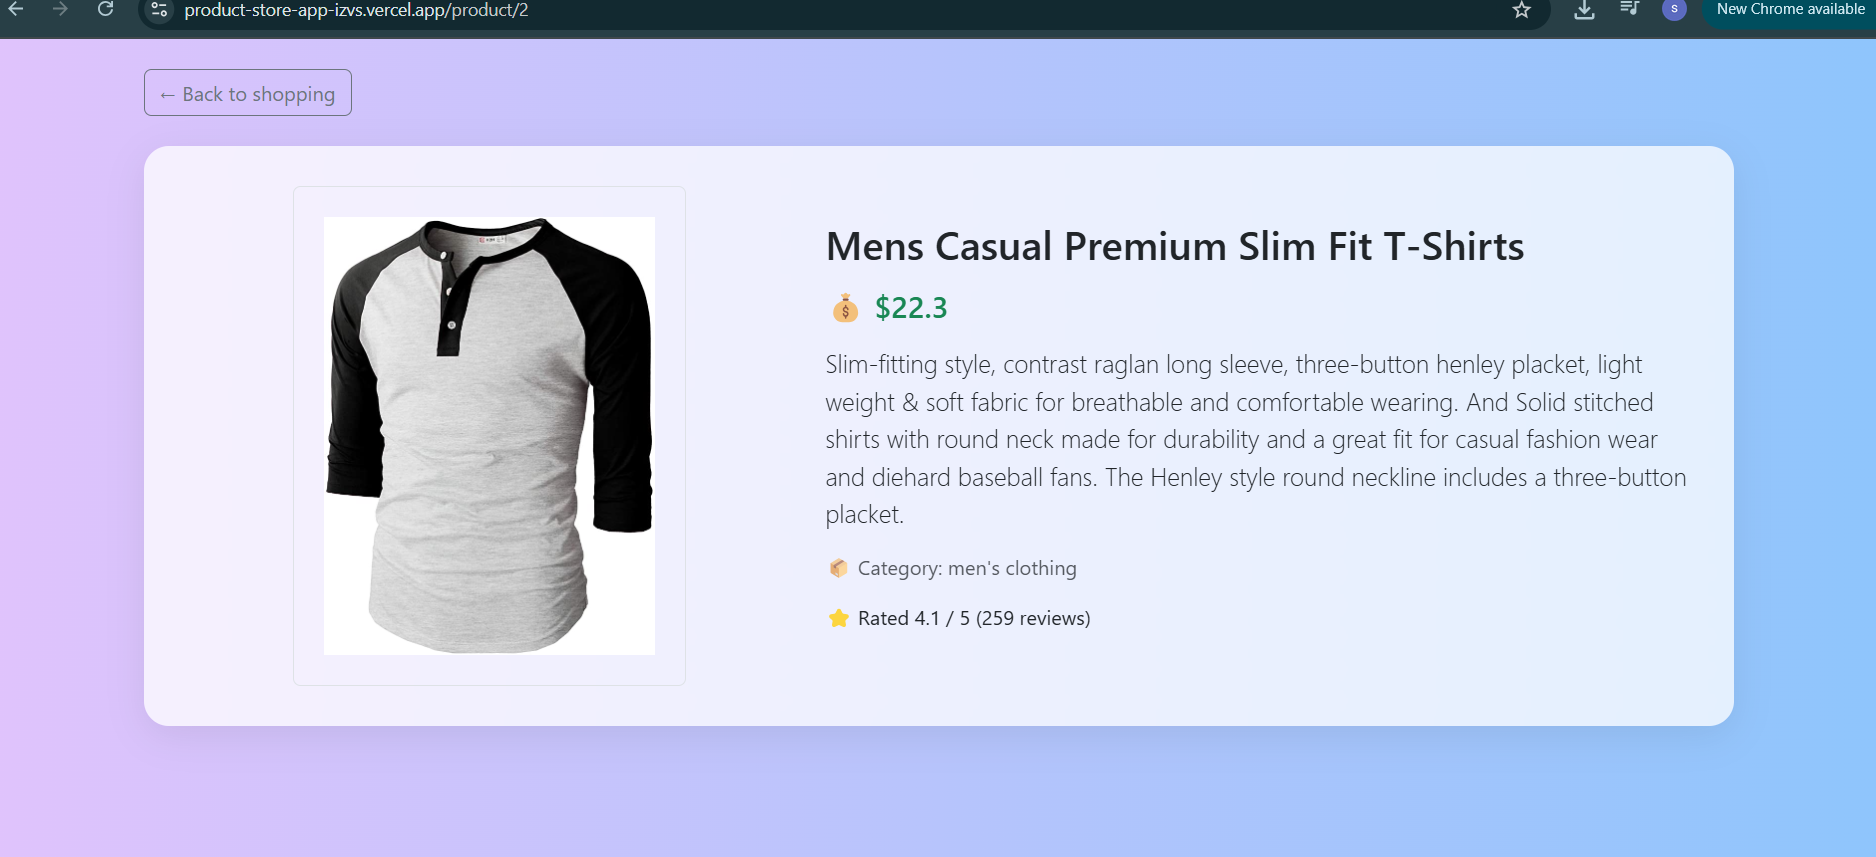 product-store-app-izvs.vercel.app/product/2
S
New Chrome available
← Back to shopping
Mens Casual Premium Slim Fit T-Shirts
$22.3
Slim-fitting style, contrast raglan long sleeve, three-button henley placket, light
weight & soft fabric for breathable and comfortable wearing. And Solid stitched
shirts with round neck made for durability and a great fit for casual fashion wear
and diehard baseball fans. The Henley style round neckline includes a three-button
placket.
Category: men's clothing
Rated 4.1 / 5 (259 reviews)